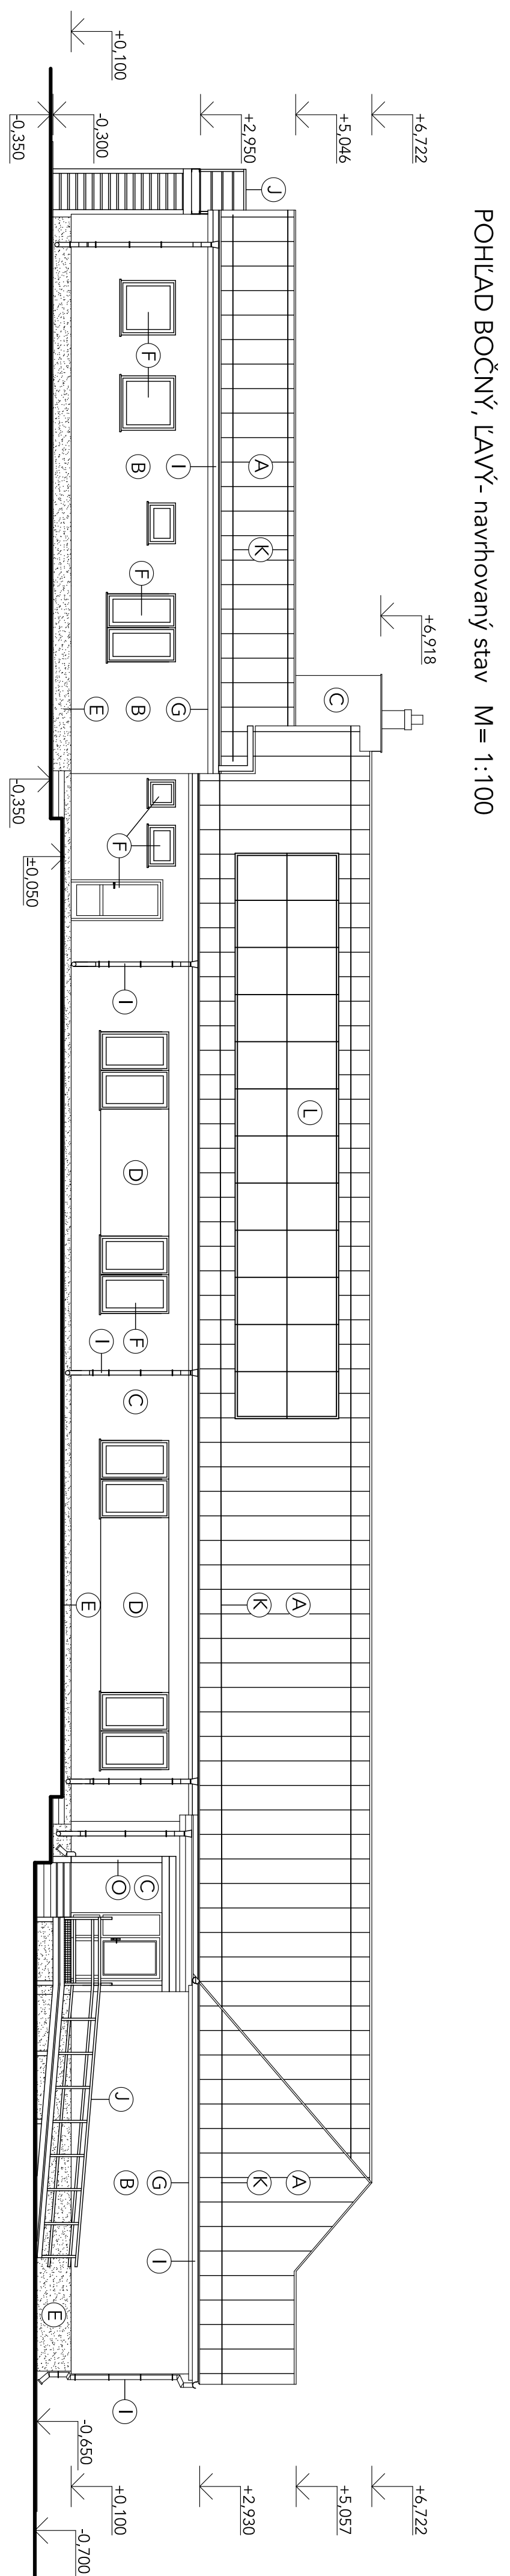 POHĽAD BOČNÝ, ĽAVÝ- navrhovaný stav M= 1:100
+6,722
+5,046
+2,950
-0,300
-0,350
+0,100
+6,918
-0,350
±0,050
J
F
B
I
A
K
F
E
B
G
C
F
I
L
D
F
I
C
D
E
K
A
O
C
J
B
G
K
A
I
E
I
-0,650
+0,100
+2,930
+5,057
+6,722
-0,700